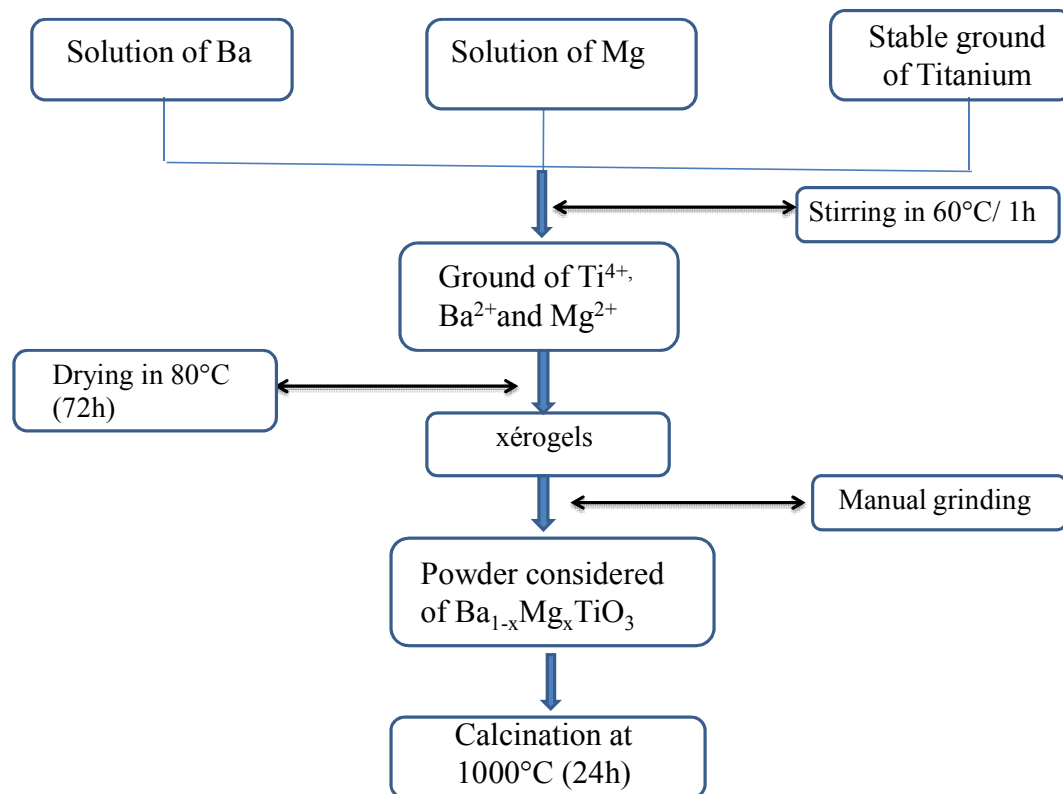 Solution of Ba
Solution of Mg
Stable ground
of Titanium
Stirring in 60°C/ 1h
Ground of Ti⁴⁺,
Ba²⁺and Mg²⁺
Drying in 80°C
(72h)
xérogels
Manual grinding
Powder considered
of Ba₁₋ₓMgₓTiO₃
Calcination at
1000°C (24h)